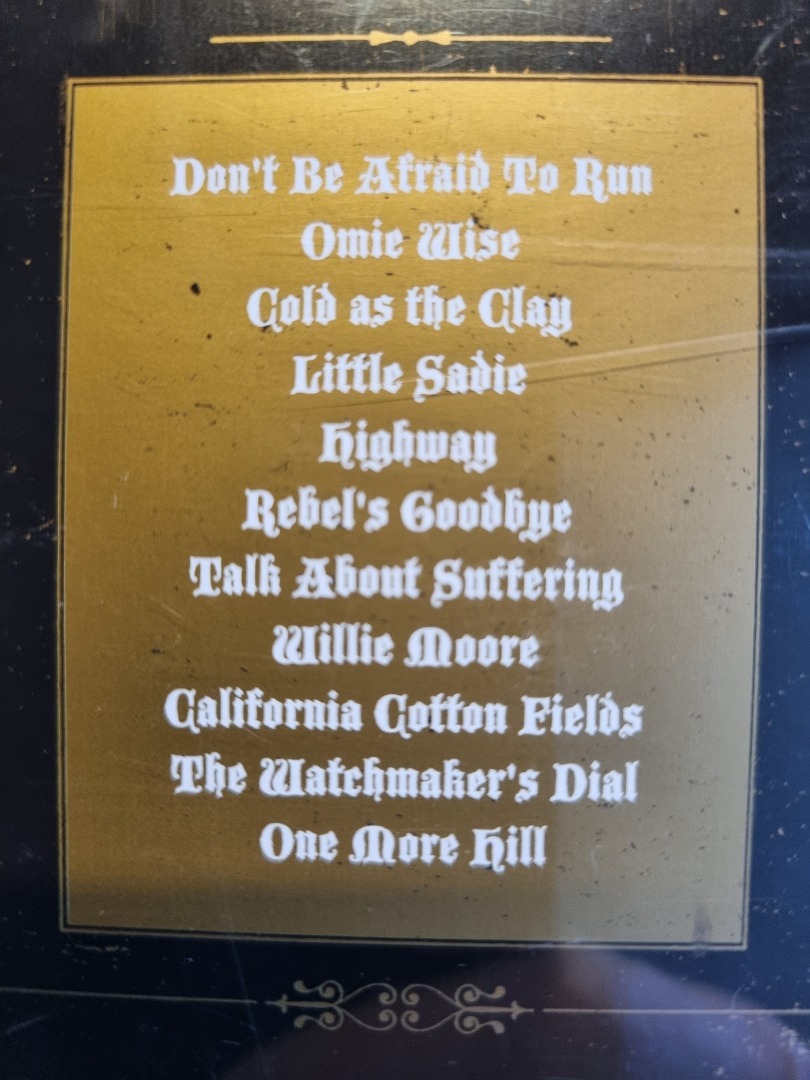 Don't Be Afraid To Run
Omie Wise
Cold as the Clay
Little Sadie
Highway
Rebel's Goodbye
Talk About Suffering
Willie Moore
California Cotton Fields
The Watchmaker's Dial
One More Hill